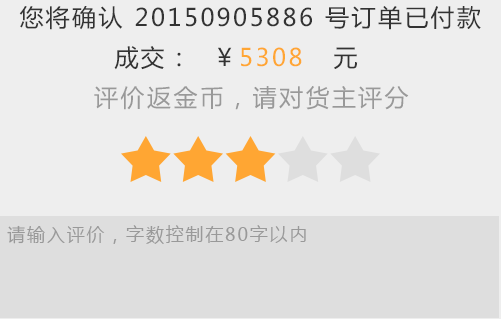 您将确认 20150905886 号订单已付款
成交： ￥5308 元
评价返金币，请对货主评分
请输入评价，字数控制在80字以内